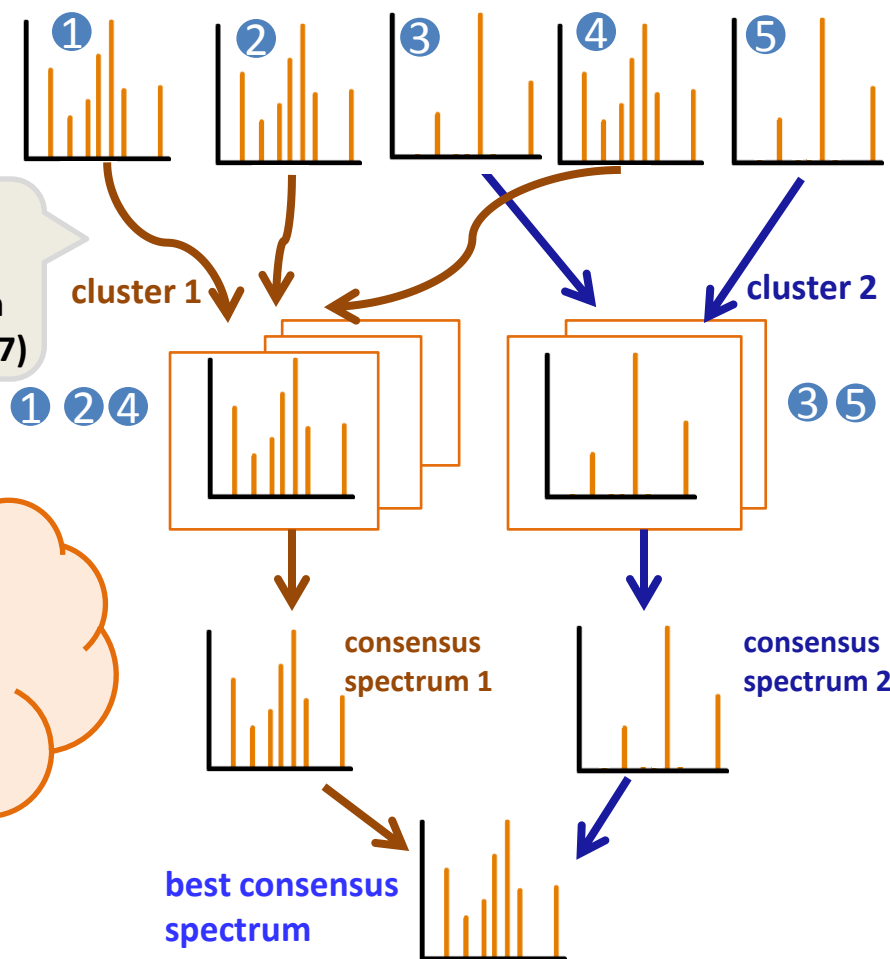 1 2 3 4 5
cluster 1
cluster 2
7)
1 2 4
3 5
consensus
spectrum 1
consensus
spectrum 2
best consensus
spectrum